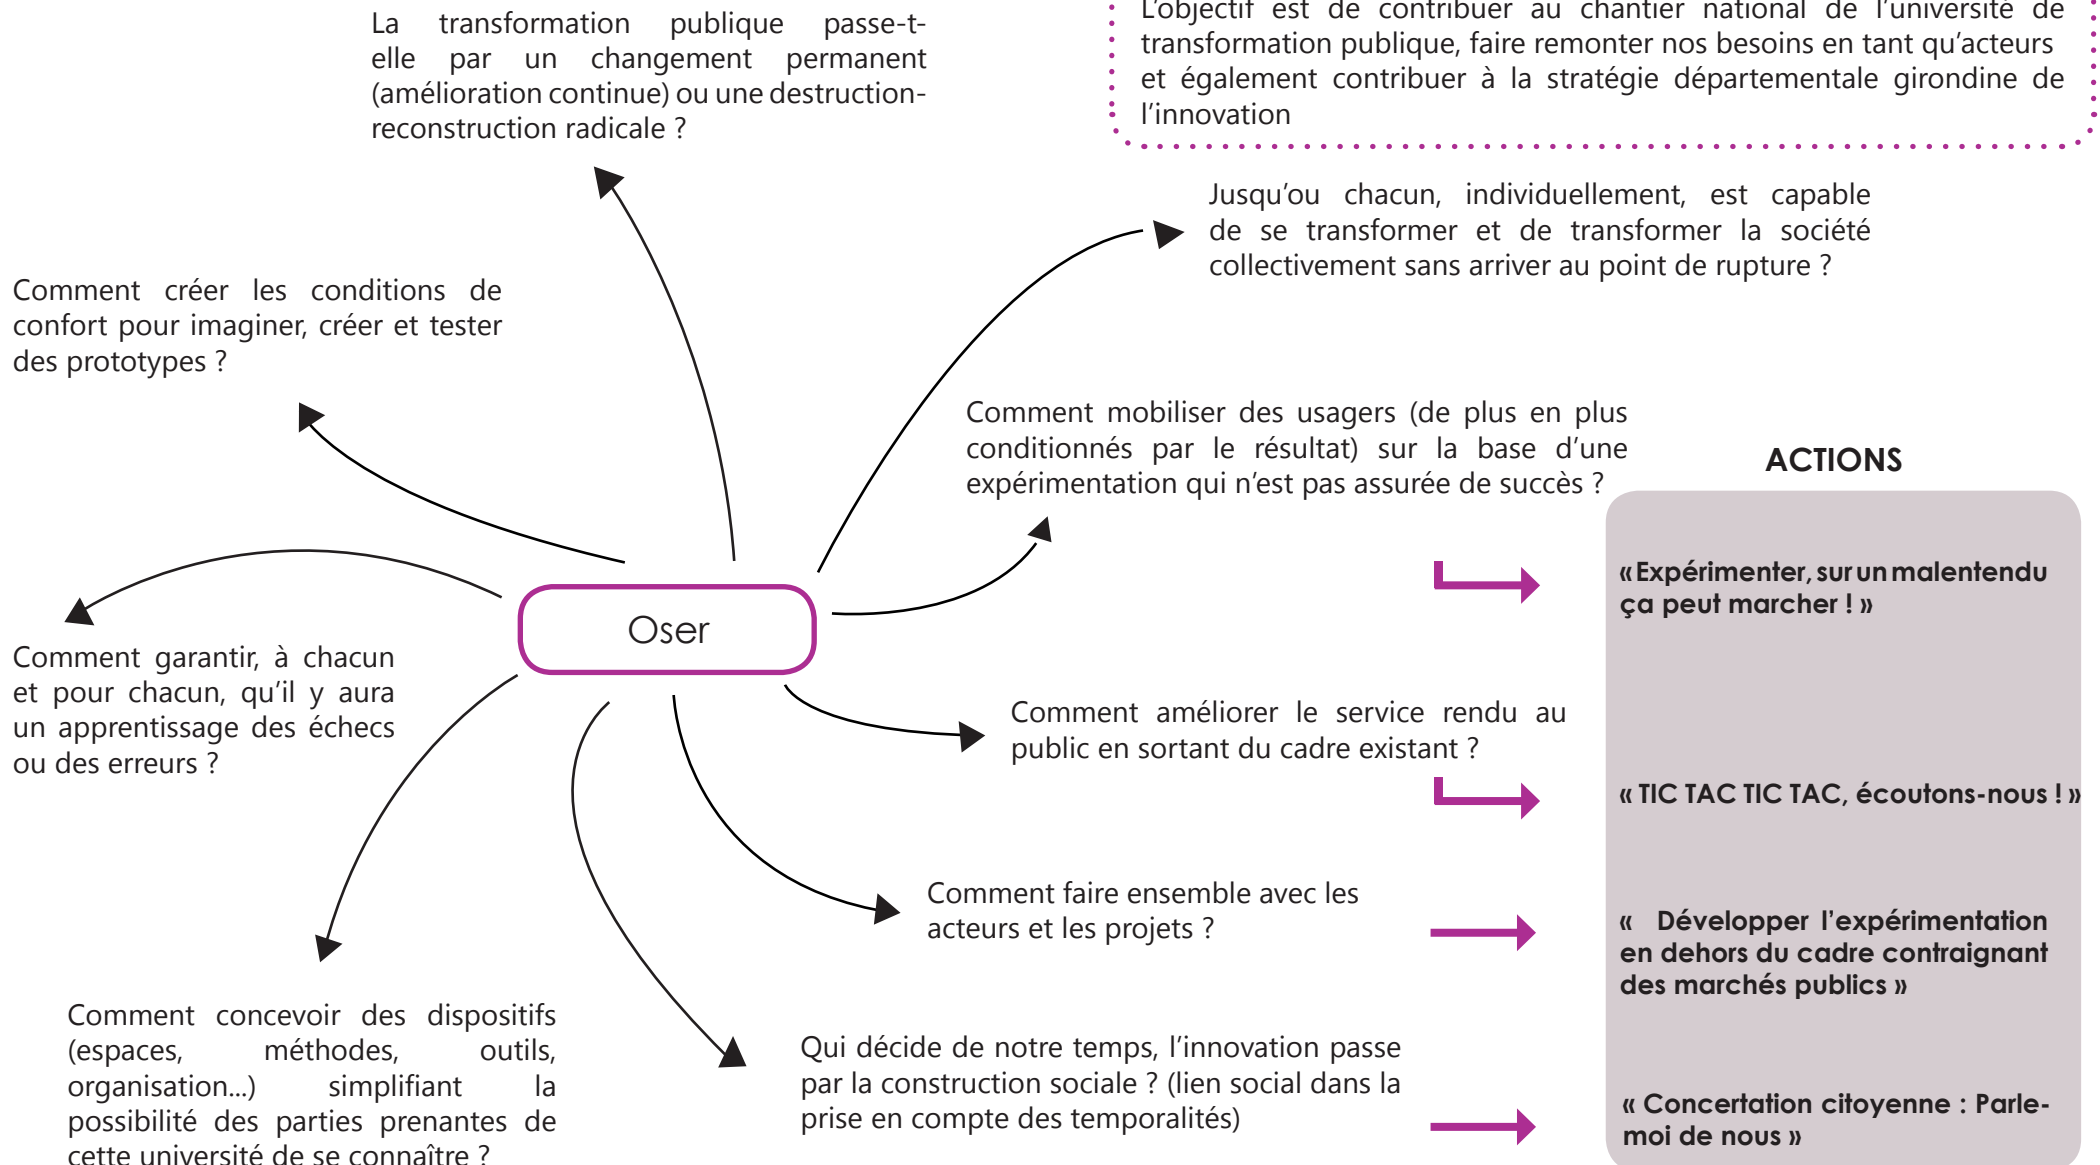 La transformation publique passe-t-
elle par un changement permanent
(amélioration continue) ou une destruction-
reconstruction radicale ?
L'objectif est de contribuer au chantier national de l'université de
transformation publique, faire remonter nos besoins en tant qu'acteurs
et également contribuer à la stratégie départementale girondine de
l'innovation
Jusqu'ou chacun, individuellement, est capable
de se transformer et de transformer la société
collectivement sans arriver au point de rupture ?
Comment créer les conditions de
confort pour imaginer, créer et tester
des prototypes ?
Comment mobiliser des usagers (de plus en plus
conditionnés par le résultat) sur la base d'une
expérimentation qui n'est pas assurée de succès ?
ACTIONS
« Expérimenter, sur un malentendu
ça peut marcher ! »
Oser
Comment garantir, à chacun
et pour chacun, qu'il y aura
un apprentissage des échecs
ou des erreurs ?
Comment améliorer le service rendu au
public en sortant du cadre existant ?
« TIC TAC TIC TAC, écoutons-nous ! »
Comment faire ensemble avec les
acteurs et les projets ?
« Développer l'expérimentation
en dehors du cadre contraignant
des marchés publics »
Comment concevoir des dispositifs
(espaces, méthodes, outils,
organisation...) simplifiant la
possibilité des parties prenantes de
cette université de se connaître ?
Qui décide de notre temps, l'innovation passe
par la construction sociale ? (lien social dans la
prise en compte des temporalités)
« Concertation citoyenne : Parle-
moi de nous »